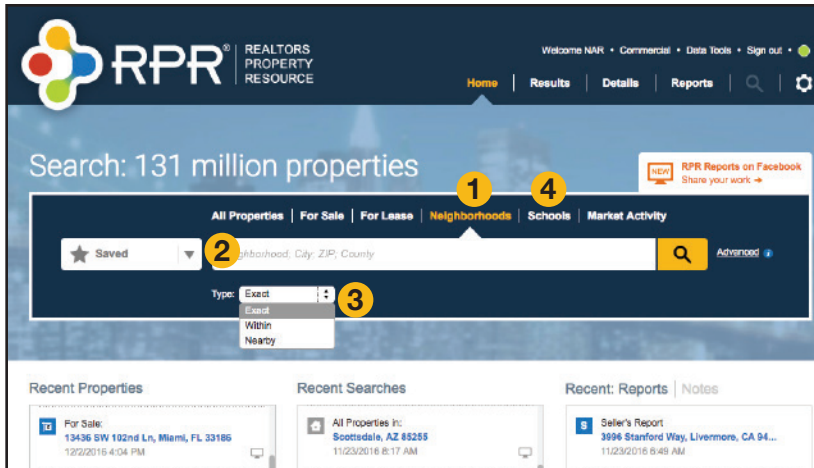 RPR® REALTORS PROPERTY RESOURCE
Welcome NAR • Commercial • Data Tools • Sign out •
Home | Results | Details | Reports
Search: 131 million properties
NEW RPR Reports on Facebook
Share your work →
1 4
All Properties | For Sale | For Lease | Neighborhoods | Schools | Market Activity
Saved 2 City; ZIP; County Advanced i
Type: Exact 3
Exact
Within
Nearby
Recent Properties Recent Searches Recent: Reports | Notes
For Sale:
13436 SW 102nd Ln, Miami, FL 33186
12/2/2016 4:04 PM
All Properties in:
Scottsdale, AZ 85255
11/23/2016 8:17 AM
S Seller's Report
3996 Stanford Way, Livermore, CA 94...
11/23/2016 6:49 AM